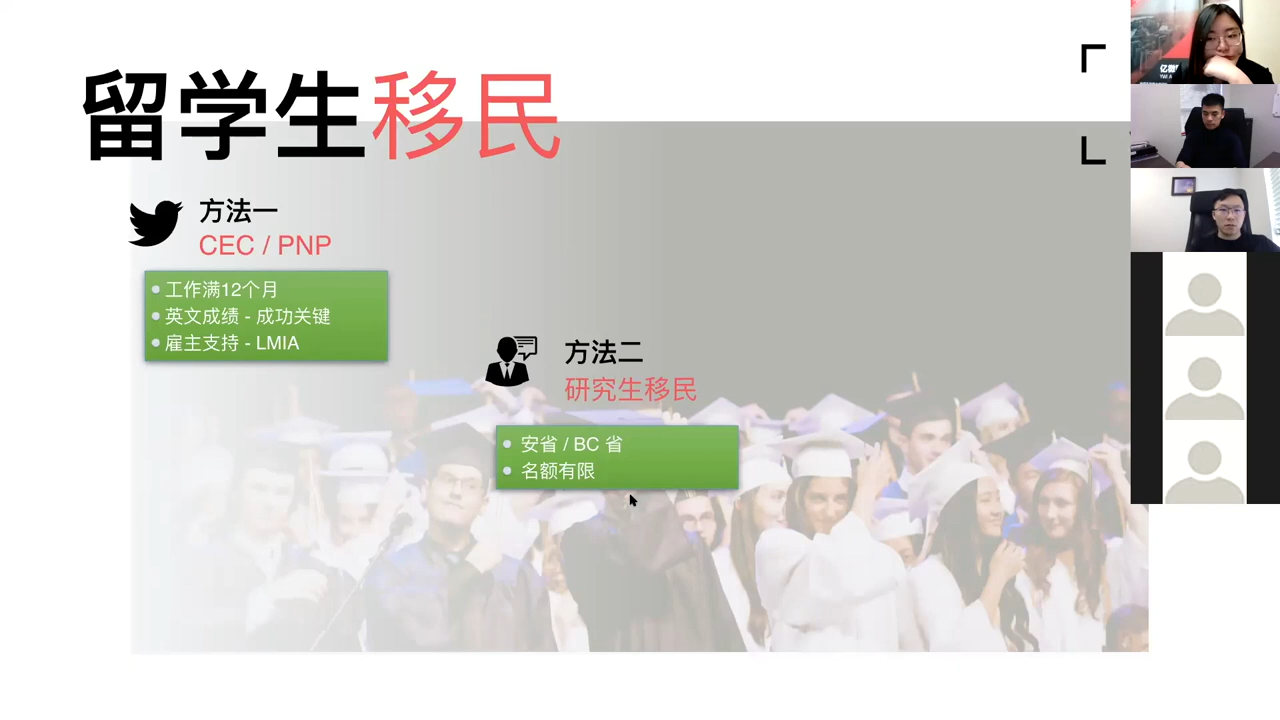 留学生移民
方法一
CEC / PNP
工作满12个月
英文成绩 - 成功关键
雇主支持 - LMIA
方法二
研究生移民
安省 / BC 省
名额有限